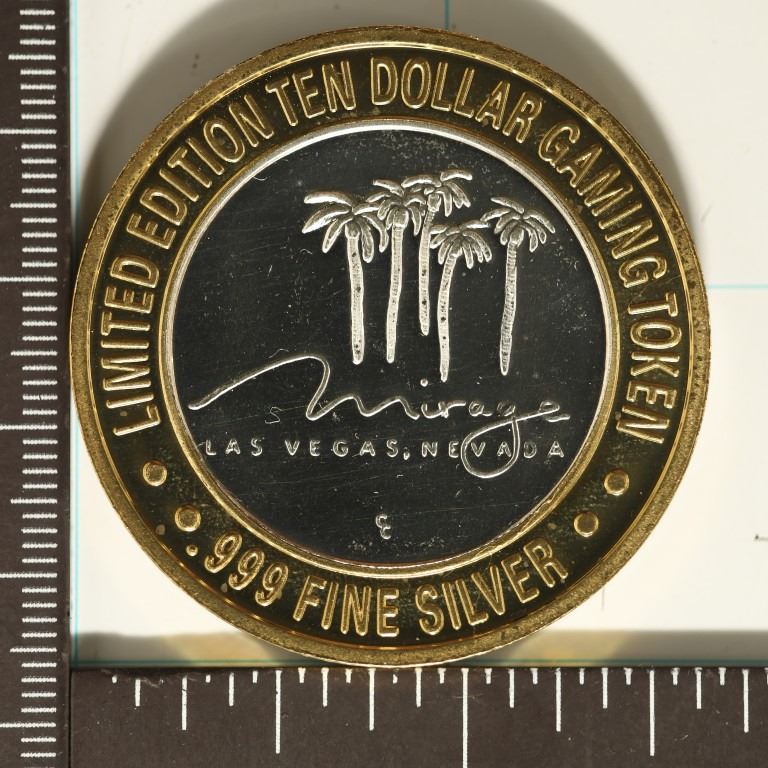 LIMITED EDITION TEN DOLLAR GAMING TOKEN
Mirage
S
LAS VEGAS, NEVADA
.999 FINE SILVER